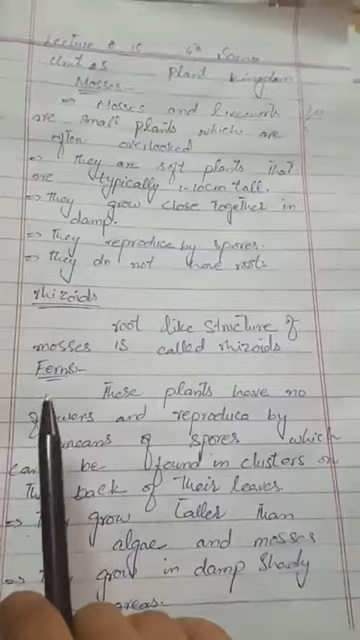 Lecture # 15 4th Science
Unit # 5 Plant Kingdom
Mosses
=> Mosses and liverworts
are small plants which are
often overlooked
=> They are soft plants that
are typically 1-10cm tall.
=> They grow close together in
damp.
=> They reproduce by spores.
=> They do not have roots
rhizoids
root like structure of
mosses is called rhizoids
Ferns:-
These plants have no
and reproduce by
of spores which
be found in clusters on
back of their leaves.
=> grow taller than
algae and mosses
=> grow in damp shady
areas.